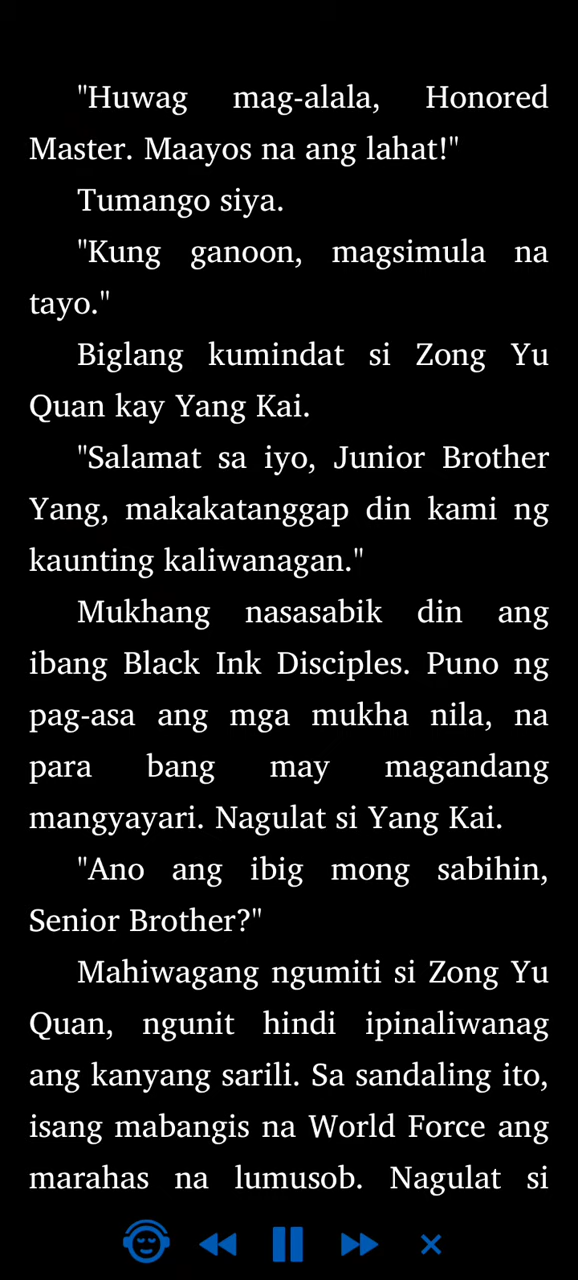 "Huwag mag-alala, Honored
Master. Maayos na ang lahat!"
Tumango siya.
"Kung ganoon, magsimula na
tayo."
Biglang kumindat si Zong Yu
Quan kay Yang Kai.
"Salamat sa iyo, Junior Brother
Yang, makakatanggap din kami ng
kaunting kaliwanagan."
Mukhang nasasabik din ang
ibang Black Ink Disciples. Puno ng
pag-asa ang mga mukha nila, na
para bang may magandang
mangyayari. Nagulat si Yang Kai.
"Ano ang ibig mong sabihin,
Senior Brother?"
Mahiwagang ngumiti si Zong Yu
Quan, ngunit hindi ipinaliwanag
ang kanyang sarili. Sa sandaling ito,
isang mabangis na World Force ang
marahas na lumusob. Nagulat si